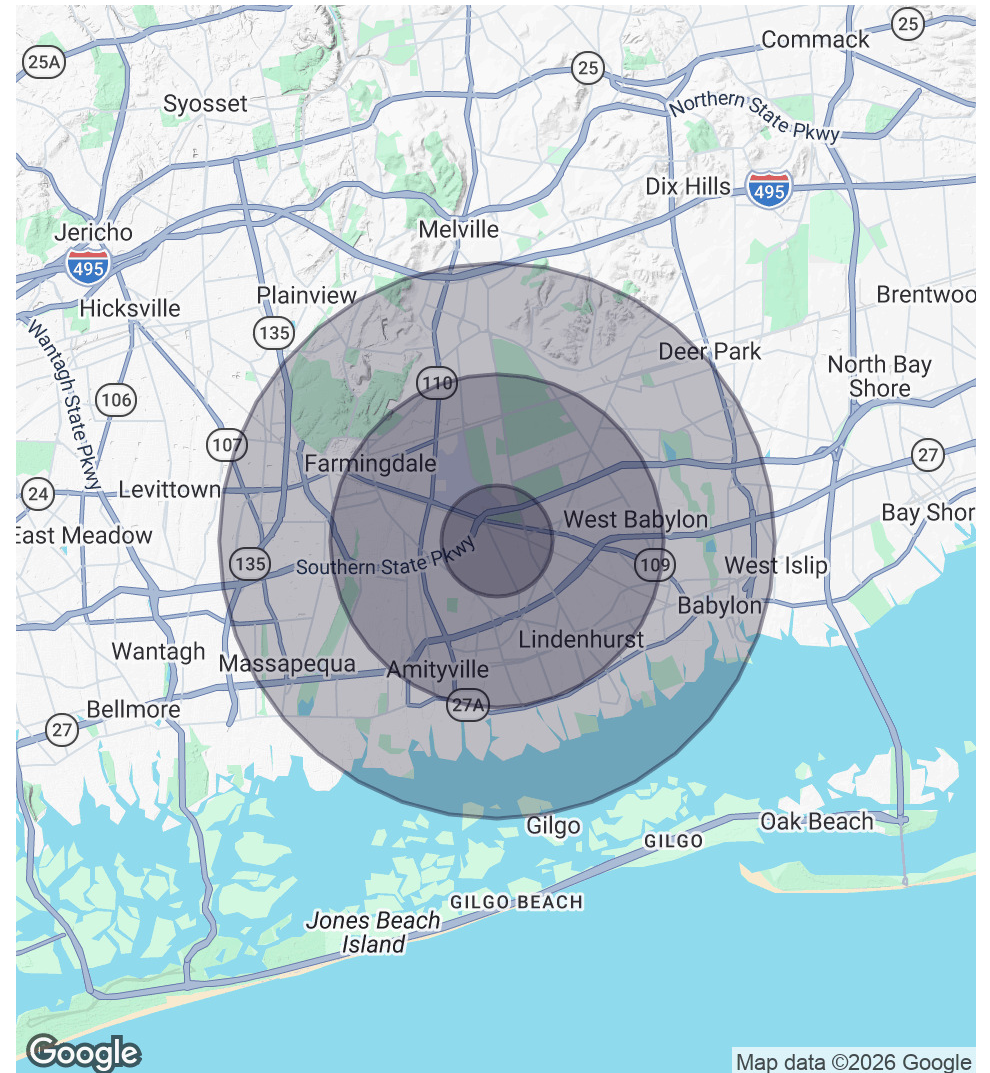 25
Commack
25A
25
Syosset
Northern State Pkwy
Dix Hills
495
Melville
Jericho
495
Plainview
Hicksville
Brentwoo
135
Deer Park
North Bay
Shore
110
106
Wantagh State Pkwy
107
27
Farmingdale
24
Levittown
Bay Shor
West Babylon
East Meadow
Southern State Pkwy
135
109
West Islip
Babylon
Lindenhurst
Wantagh
Massapequa
Amityville
27A
Bellmore
27
Gilgo
Oak Beach
GILGO
GILGO BEACH
Jones Beach
Island
Google
Map data ©2026 Google